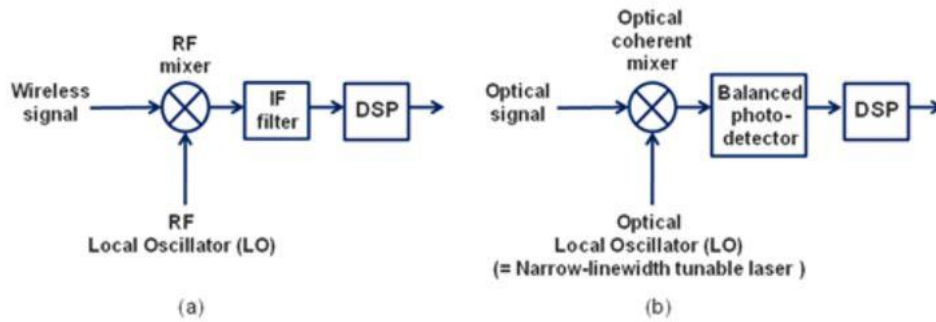 RF
mixer
Wireless
signal
IF
filter
DSP
RF
Local Oscillator (LO)
(a)
Optical
coherent
mixer
Optical
signal
Balanced
photo-
detector
DSP
Optical
Local Oscillator (LO)
(= Narrow-linewidth tunable laser )
(b)